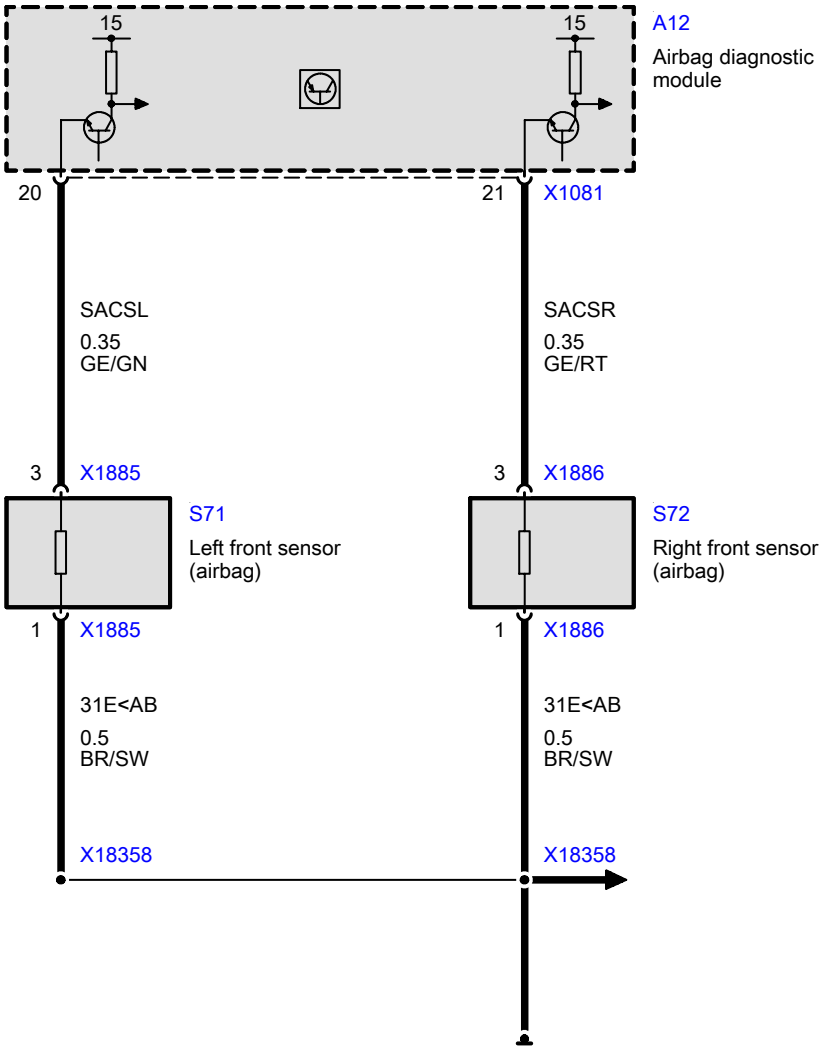 15
15
A12
Airbag diagnostic
module
20
21
X1081
SACSL
0.35
GE/GN
SACSR
0.35
GE/RT
3
X1885
3
X1886
S71
Left front sensor
(airbag)
S72
Right front sensor
(airbag)
1
X1885
1
X1886
31E<AB
0.5
BR/SW
31E<AB
0.5
BR/SW
X18358
X18358